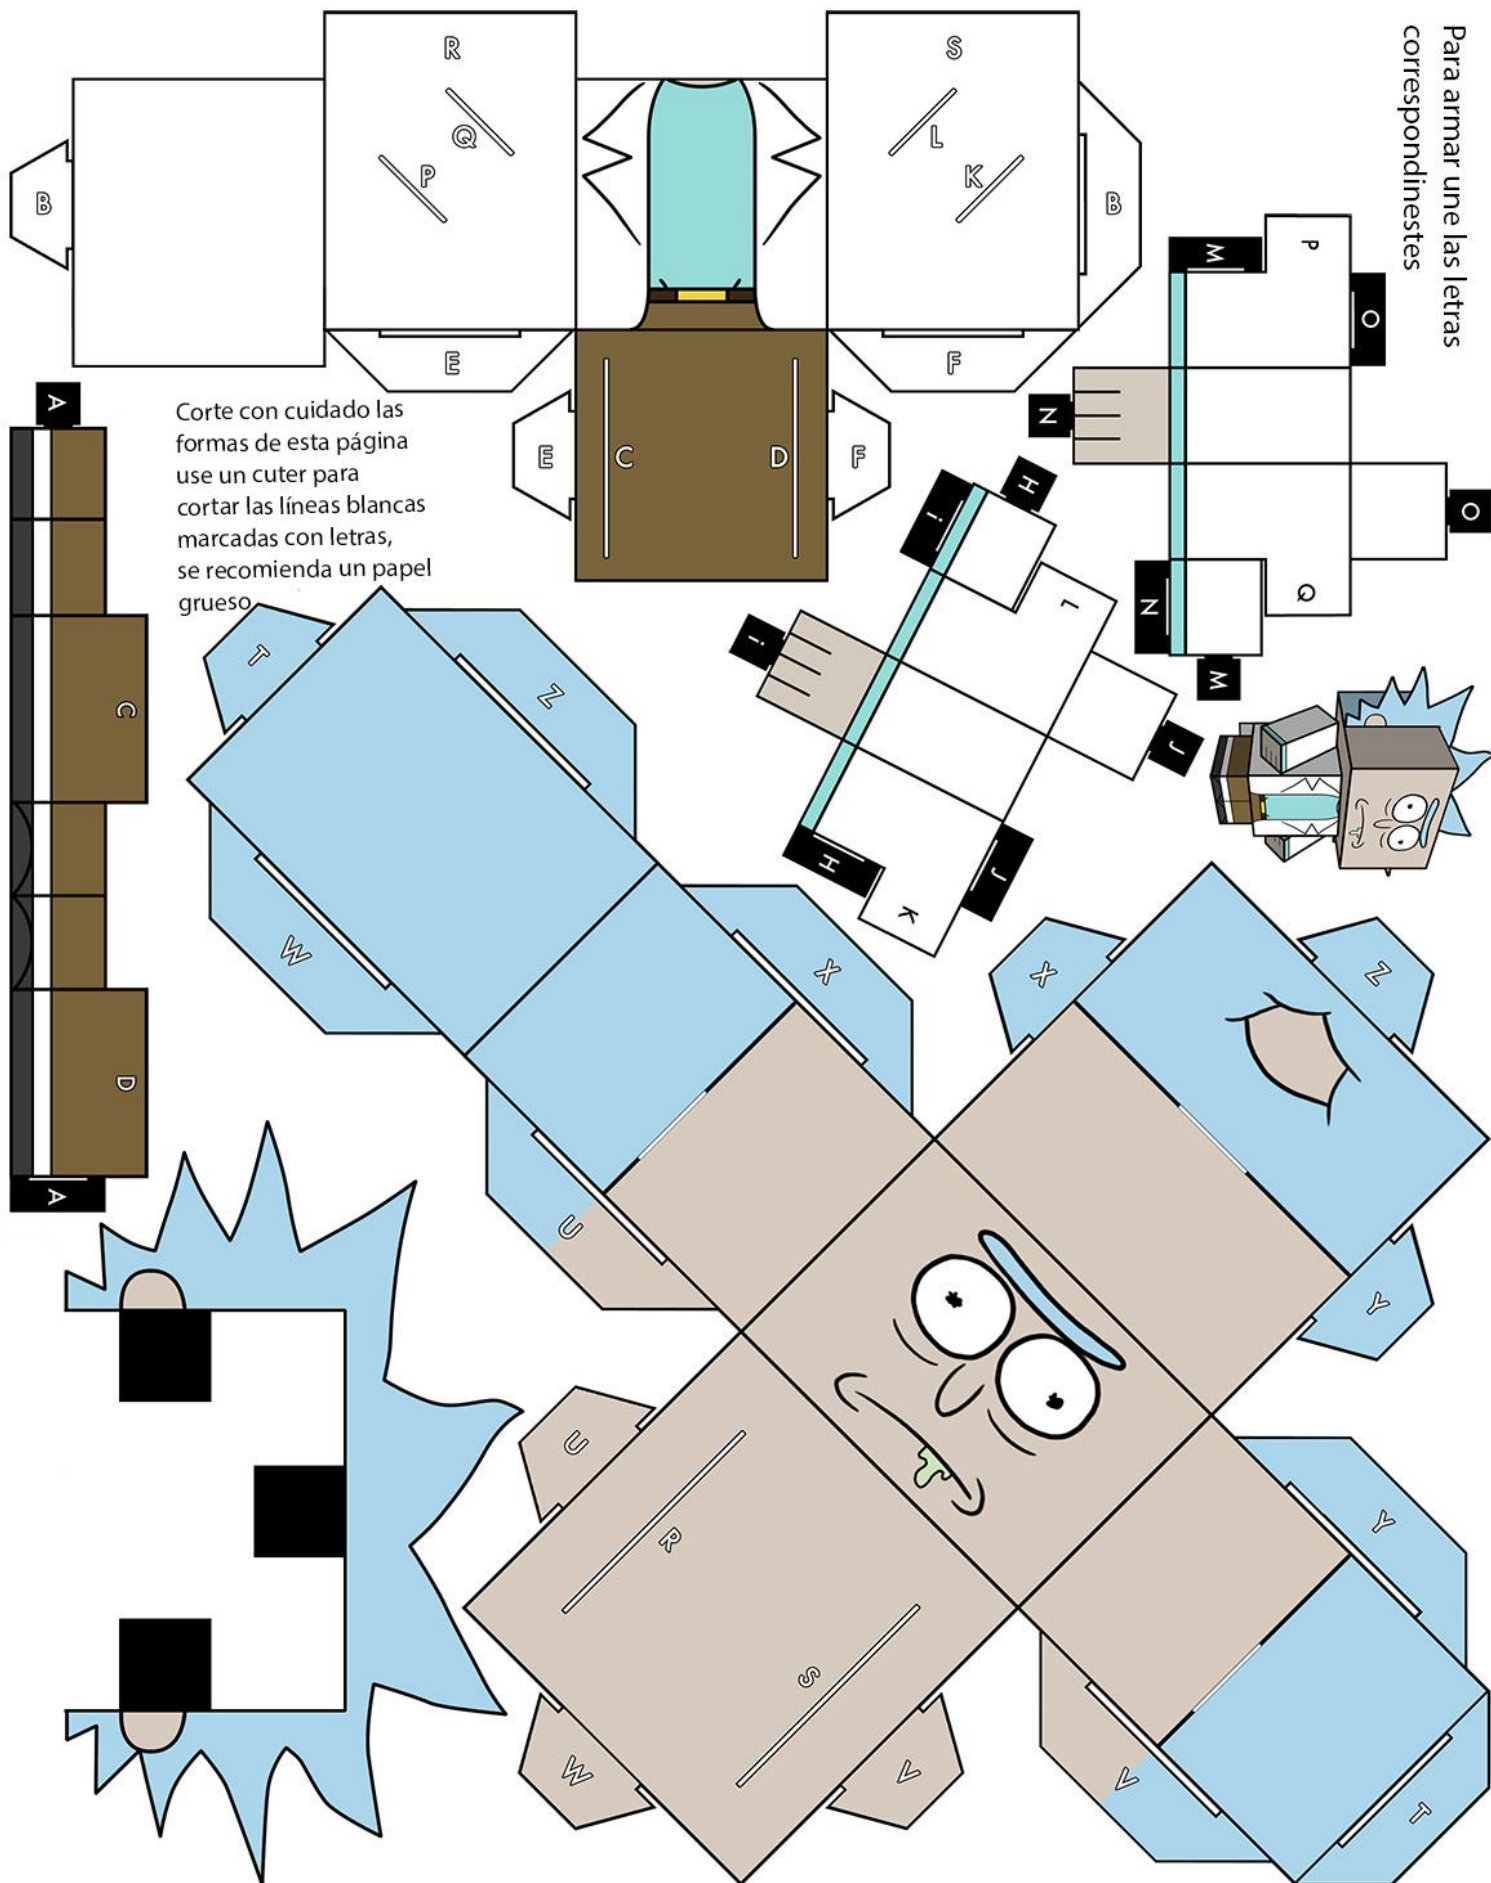 Para armar une las letras
correspondinestes
R
S
Q
L
P
K
B
B
E
F
E
C
D
F
P
M
O
N
O
Q
N
M
H
i
L
i
J
H
J
K
A
Corte con cuidado las
formas de esta página
use un cuter para
cortar las líneas blancas
marcadas con letras,
se recomienda un papel
grueso
C
D
A
T
Z
W
X
U
X
Z
Y
U
R
S
W
V
Y
V
T